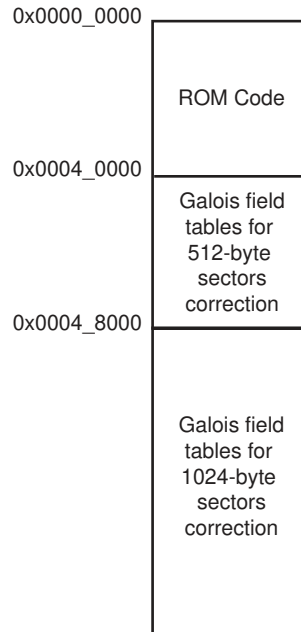 0x0000_0000
ROM Code
0x0004_0000
Galois field
tables for
512-byte
sectors
correction
0x0004_8000
Galois field
tables for
1024-byte
sectors
correction